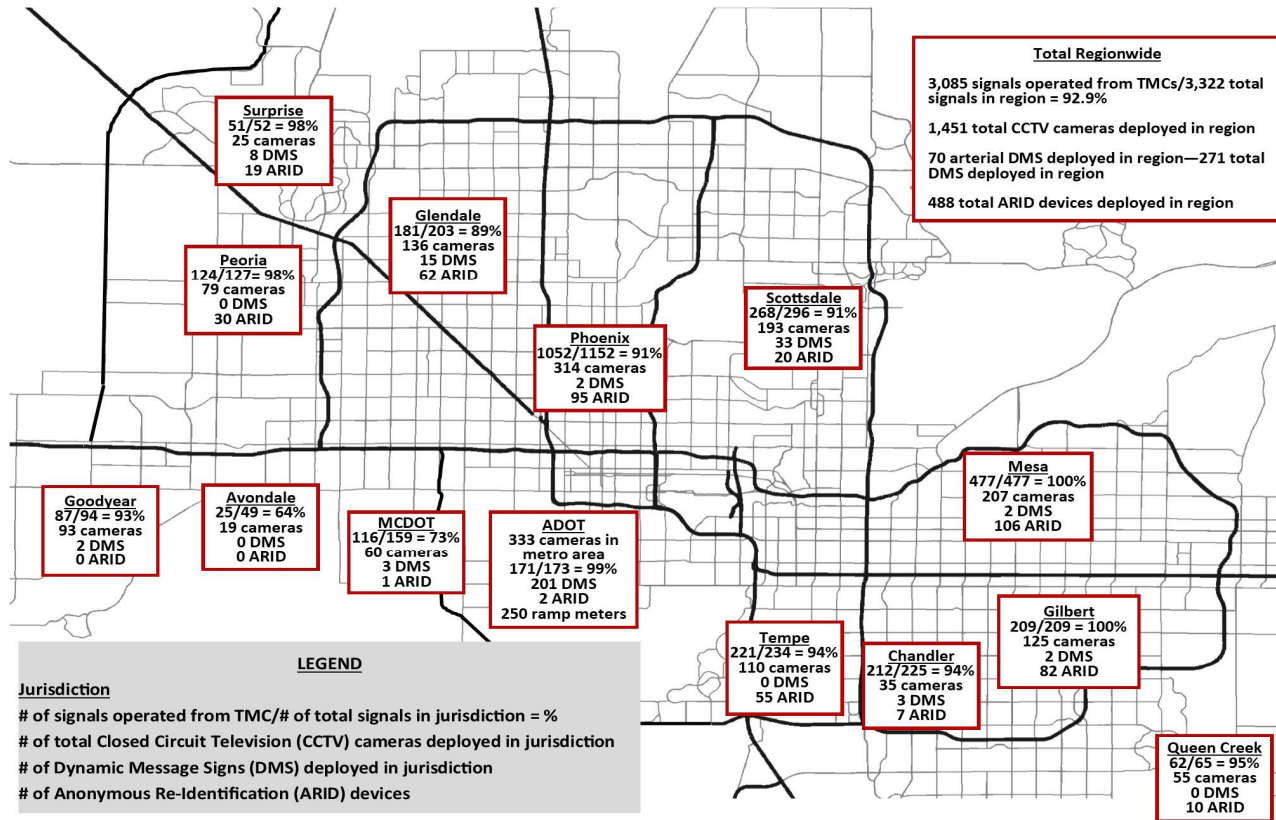 Total Regionwide
3,085 signals operated from TMCs/3,322 total
signals in region = 92.9%
1,451 total CCTV cameras deployed in region
70 arterial DMS deployed in region—271 total
DMS deployed in region
488 total ARID devices deployed in region
Surprise
51/52 = 98%
25 cameras
8 DMS
19 ARID
Glendale
181/203 = 89%
136 cameras
15 DMS
62 ARID
Peoria
124/127= 98%
79 cameras
0 DMS
30 ARID
Scottsdale
268/296 = 91%
193 cameras
33 DMS
20 ARID
Phoenix
1052/1152 = 91%
314 cameras
2 DMS
95 ARID
Mesa
477/477 = 100%
207 cameras
2 DMS
106 ARID
Goodyear
87/94 = 93%
93 cameras
2 DMS
0 ARID
Avondale
25/49 = 64%
19 cameras
0 DMS
0 ARID
MCDOT
116/159 = 73%
60 cameras
3 DMS
1 ARID
ADOT
333 cameras in
metro area
171/173 = 99%
201 DMS
2 ARID
250 ramp meters
Gilbert
209/209 = 100%
125 cameras
2 DMS
82 ARID
Tempe
221/234 = 94%
110 cameras
0 DMS
55 ARID
Chandler
212/225 = 94%
35 cameras
3 DMS
7 ARID
Queen Creek
62/65 = 95%
55 cameras
0 DMS
10 ARID
LEGEND
Jurisdiction
# of signals operated from TMC/# of total signals in jurisdiction = %
# of total Closed Circuit Television (CCTV) cameras deployed in jurisdiction
# of Dynamic Message Signs (DMS) deployed in jurisdiction
# of Anonymous Re-Identification (ARID) devices